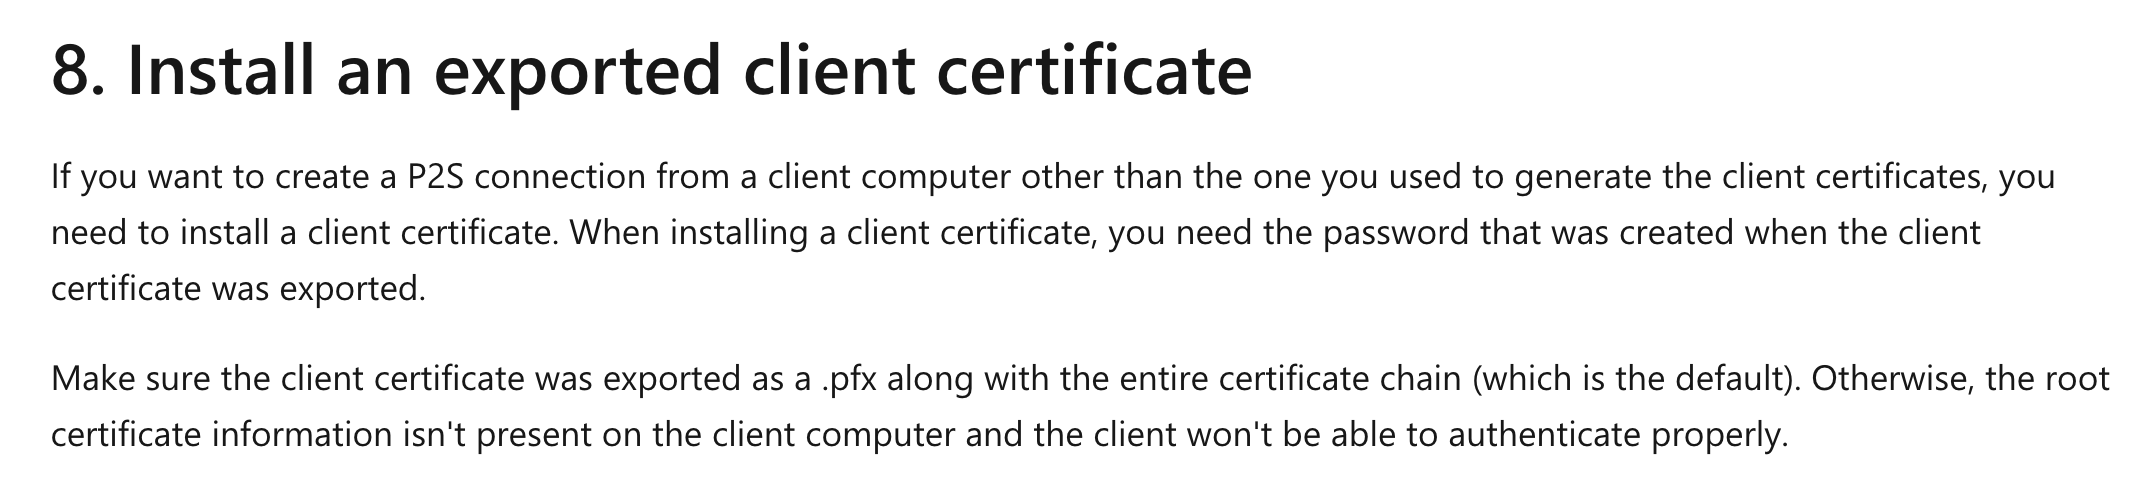 8. Install an exported client certificate
If you want to create a P2S connection from a client computer other than the one you used to generate the client certificates, you
need to install a client certificate. When installing a client certificate, you need the password that was created when the client
certificate was exported.
Make sure the client certificate was exported as a .pfx along with the entire certificate chain (which is the default). Otherwise, the root
certificate information isn't present on the client computer and the client won't be able to authenticate properly.